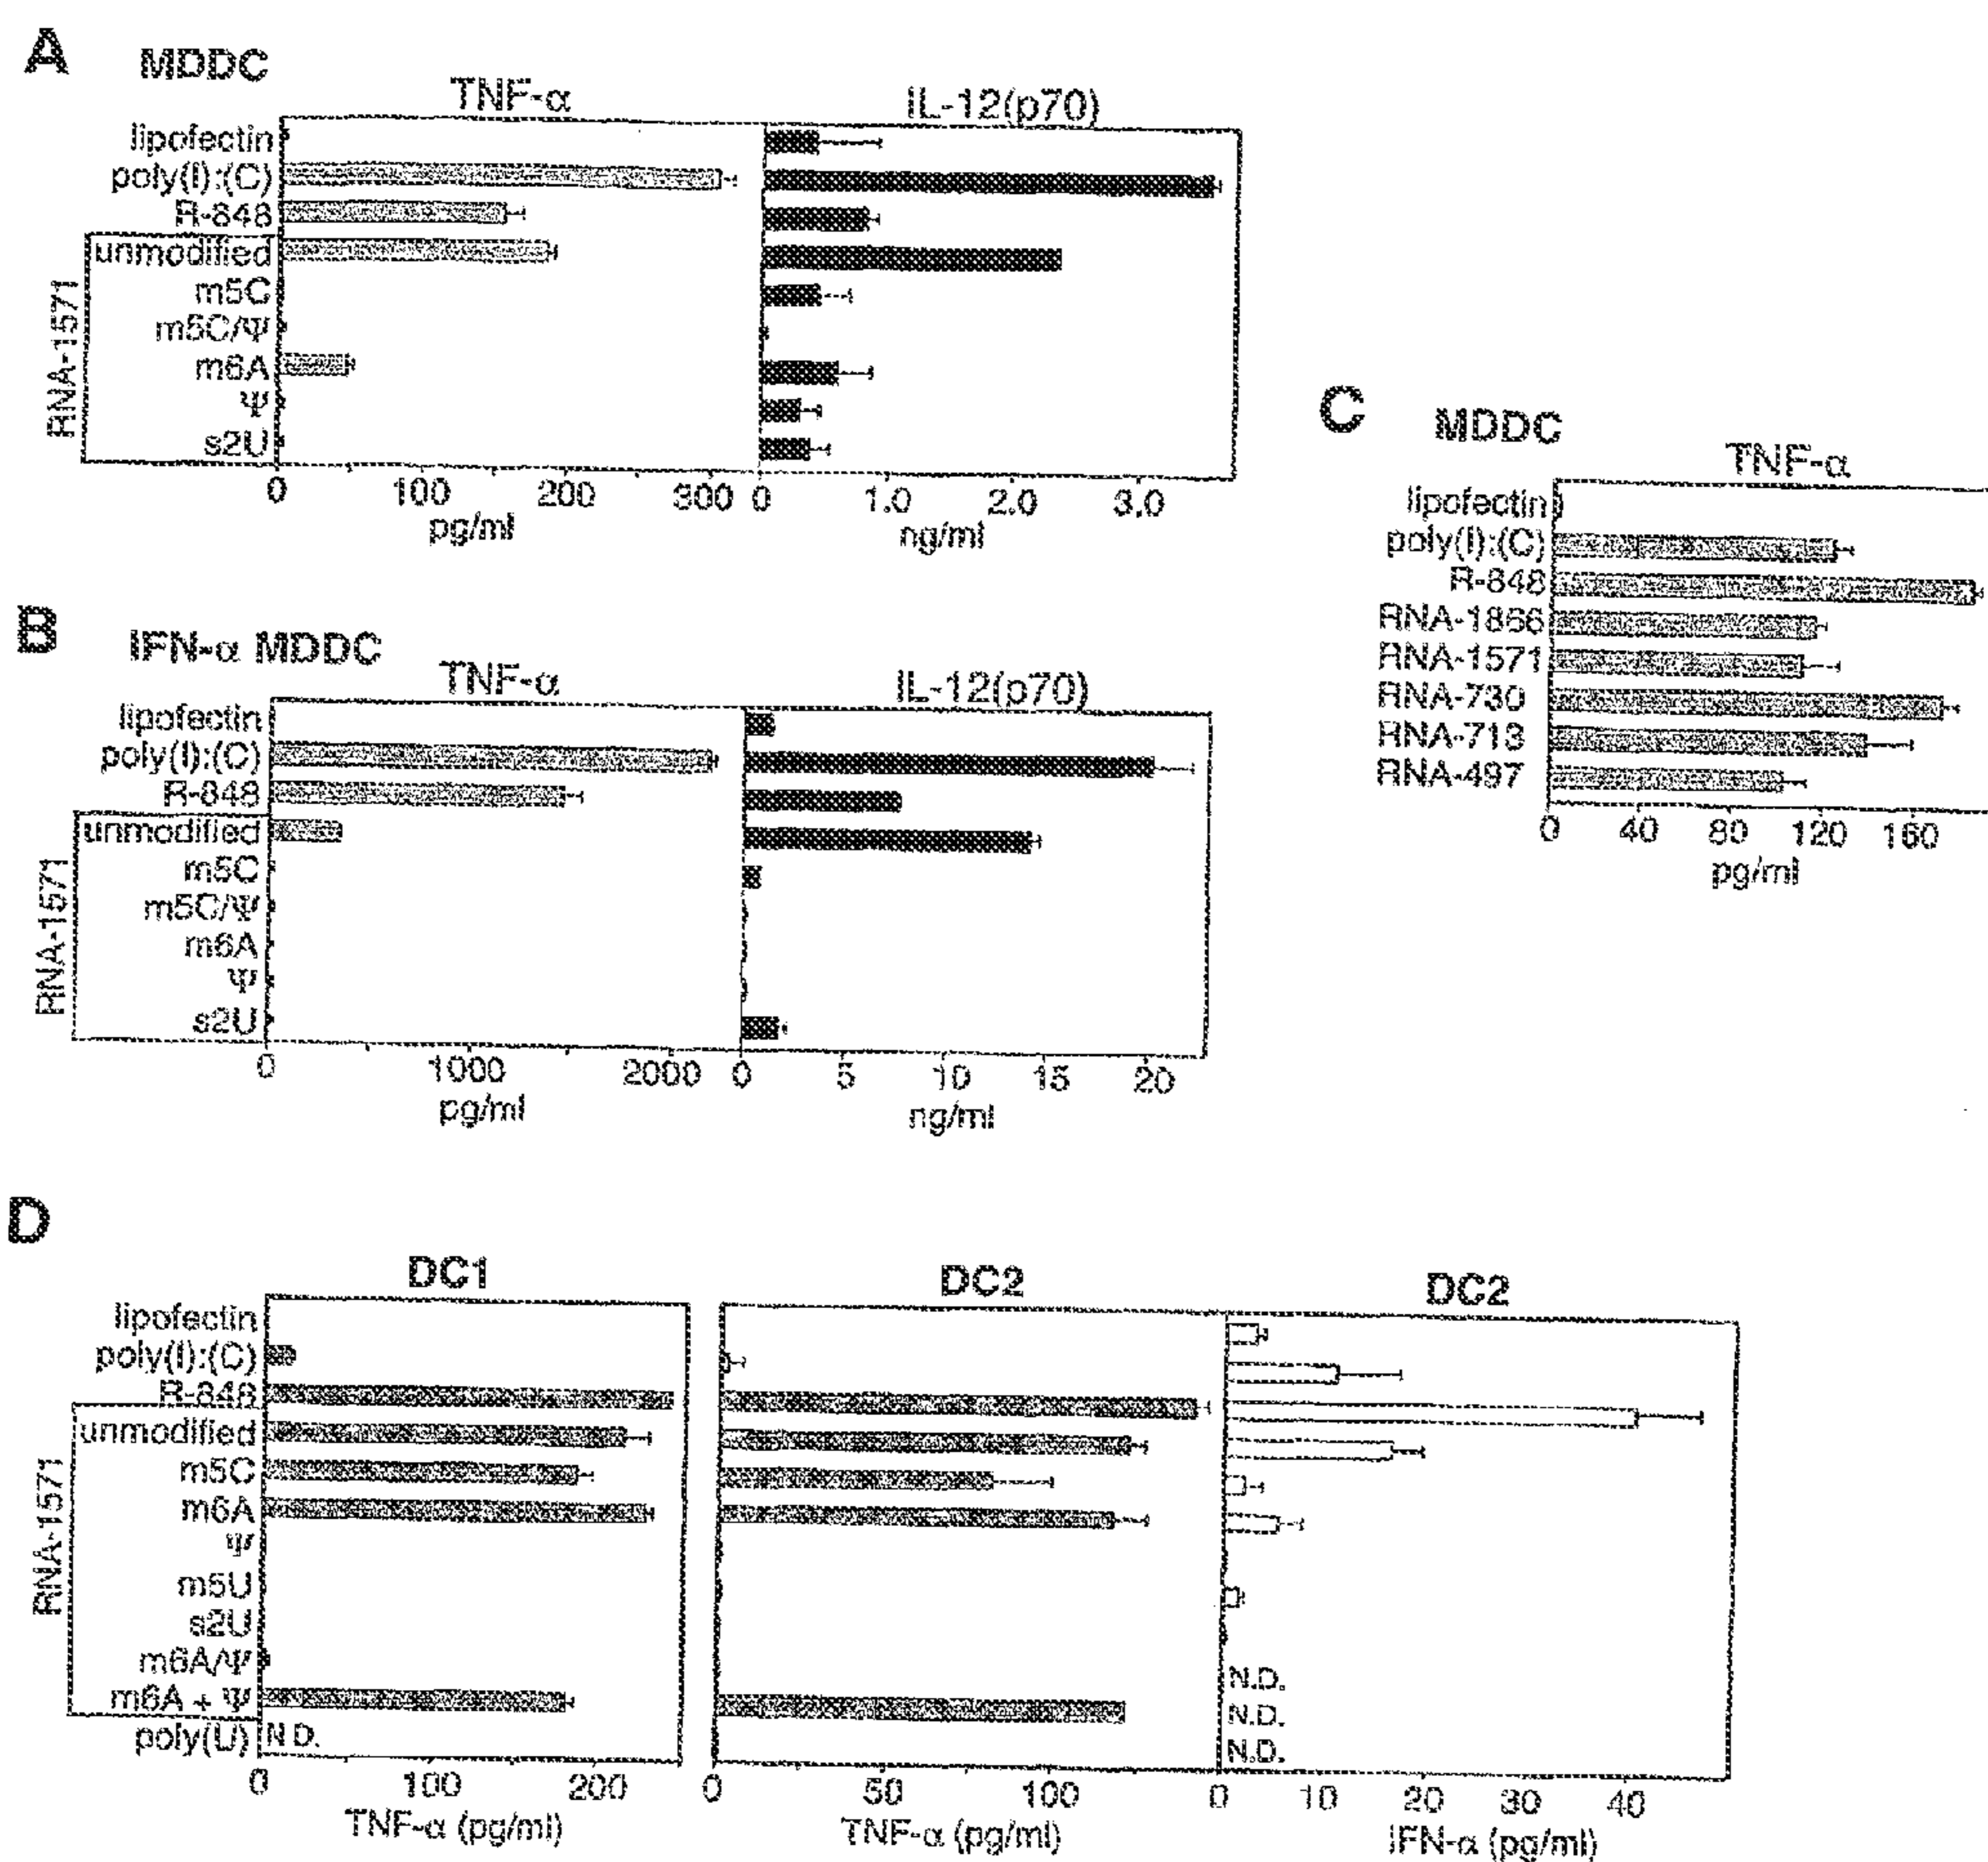 A
MDDC
TNF-α
IL-12(p70)
lipofectin
poly(I):(C)
R-848
unmodified
m5C
m5C/Ψ
m6A
Ψ
s2U
RNA-1571
0 100 200 300
pg/ml
0 1.0 2.0 3.0
ng/ml
B
IFN-α MDDC
TNF-α
IL-12(p70)
lipofectin
poly(I):(C)
R-848
unmodified
m5C
m5C/Ψ
m6A
Ψ
s2U
RNA-1571
0 1000 2000
pg/ml
0 5 10 15 20
ng/ml
C
MDDC
TNF-α
lipofectin
poly(I):(C)
R-848
RNA-1866
RNA-1571
RNA-730
RNA-713
RNA-497
0 40 80 120 160
pg/ml
D
DC1
DC2
DC2
lipofectin
poly(I):(C)
R-848
unmodified
m5C
m6A
Ψ
m5U
s2U
m6A/Ψ
m6A + Ψ
poly(U)
RNA-1571
N.D.
N.D.
N.D.
N.D.
0 100 200
TNF-α (pg/ml)
0 50 100
TNF-α (pg/ml)
0 10 20 30 40
IFN-α (pg/ml)